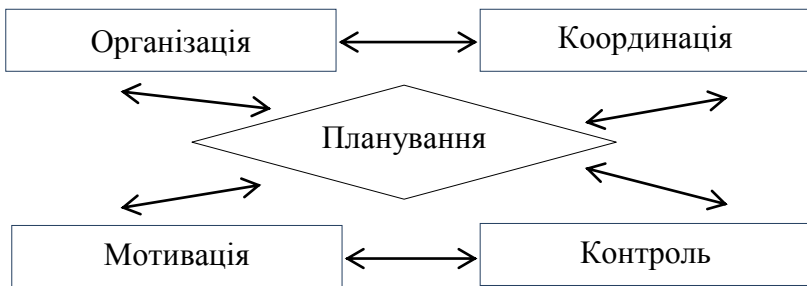 Організація
Координація
Планування
Мотивація
Контроль